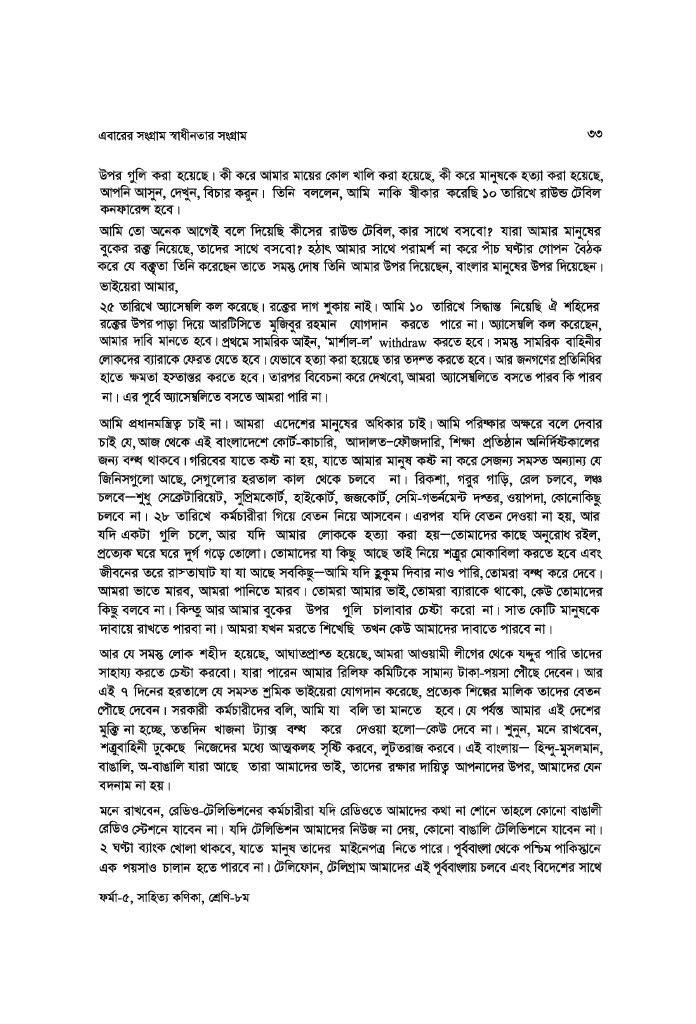 এবারের সংগ্রাম স্বাধীনতার সংগ্রাম ৩৩
উপর গুলি করা হয়েছে। কী করে আমার মায়ের কোল খালি করা হয়েছে, কী করে মানুষকে হত্যা করা হয়েছে,
আপনি আসুন, দেখুন, বিচার করুন। তিনি বললেন, আমি নাকি স্বীকার করেছি ১০ তারিখে রাউন্ড টেবিল
কনফারেন্স হবে।
আমি তো অনেক আগেই বলে দিয়েছি কীসের রাউন্ড টেবিল, কার সাথে বসবো? যারা আমার মানুষের
বুকের রক্ত নিয়েছে, তাদের সাথে বসবো? হঠাৎ আমার সাথে পরামর্শ না করে পাঁচ ঘণ্টার গোপন বৈঠক
করে যে বক্তৃতা তিনি করেছেন তাতে সমস্ত দোষ তিনি আমার উপর দিয়েছেন, বাংলার মানুষের উপর দিয়েছেন।
ভাইয়েরা আমার,
২৫ তারিখে অ্যাসেম্বলি কল করেছে। রক্তের দাগ শুকায় নাই। আমি ১০ তারিখে সিদ্ধান্ত নিয়েছি ঐ শহিদের
রক্তের উপর পাড়া দিয়ে আরটিসিতে মুজিবুর রহমান যোগদান করতে পারে না। অ্যাসেম্বলি কল করেছেন,
আমার দাবি মানতে হবে। প্রথমে সামরিক আইন, ‘মার্শাল-ল’ withdraw করতে হবে। সমস্ত সামরিক বাহিনীর
লোকদের ব্যারাকে ফেরত যেতে হবে। যেভাবে হত্যা করা হয়েছে তার তদন্ত করতে হবে। আর জনগণের প্রতিনিধির
হাতে ক্ষমতা হস্তান্তর করতে হবে। তারপর বিবেচনা করে দেখবো, আমরা অ্যাসেম্বলিতে বসতে পারব কি পারব
না। এর পূর্বে অ্যাসেম্বলিতে বসতে আমরা পারি না।
আমি প্রধানমন্ত্রিত্ব চাই না। আমরা এদেশের মানুষের অধিকার চাই। আমি পরিষ্কার অক্ষরে বলে দেবার
চাই যে, আজ থেকে এই বাংলাদেশে কোর্ট-কাচারি, আদালত-ফৌজদারি, শিক্ষা প্রতিষ্ঠান অনির্দিষ্টকালের
জন্য বন্ধ থাকবে। গরিবের যাতে কষ্ট না হয়, যাতে আমার মানুষ কষ্ট না করে সেজন্য সমস্ত অন্যান্য যে
জিনিসগুলো আছে, সেগুলোর হরতাল কাল থেকে চলবে না। রিকশা, গরুর গাড়ি, রেল চলবে, লঞ্চ
চলবে—শুধু সেক্রেটারিয়েট, সুপ্রিমকোর্ট, হাইকোর্ট, জজকোর্ট, সেমি-গভর্নমেন্ট দপ্তর, ওয়াপদা, কোনোকিছু
চলবে না। ২৮ তারিখে কর্মচারীরা গিয়ে বেতন নিয়ে আসবেন। এরপর যদি বেতন দেওয়া না হয়, আর
যদি একটা গুলি চলে, আর যদি আমার লোককে হত্যা করা হয়—তোমাদের কাছে অনুরোধ রইল,
প্রত্যেক ঘরে ঘরে দুর্গ গড়ে তোলো। তোমাদের যা কিছু আছে তাই নিয়ে শত্রুর মোকাবিলা করতে হবে এবং
জীবনের তরে রাস্তাঘাট যা যা আছে সবকিছু—আমি যদি হুকুম দিবার নাও পারি, তোমরা বন্ধ করে দেবে।
আমরা ভাতে মারব, আমরা পানিতে মারব। তোমরা আমার ভাই, তোমরা ব্যারাকে থাকো, কেউ তোমাদের
কিছু বলবে না। কিন্তু আর আমার বুকের উপর গুলি চালাবার চেষ্টা করো না। সাত কোটি মানুষকে
দাবায়ে রাখতে পারবা না। আমরা যখন মরতে শিখেছি তখন কেউ আমাদের দাবাতে পারবে না।
আর যে সমস্ত লোক শহীদ হয়েছে, আঘাতপ্রাপ্ত হয়েছে, আমরা আওয়ামী লীগের থেকে যদ্দুর পারি তাদের
সাহায্য করতে চেষ্টা করবো। যারা পারেন আমার রিলিফ কমিটিকে সামান্য টাকা-পয়সা পৌঁছে দেবেন। আর
এই ৭ দিনের হরতালে যে সমস্ত শ্রমিক ভাইয়েরা যোগদান করেছে, প্রত্যেক শিল্পের মালিক তাদের বেতন
পৌঁছে দেবেন। সরকারী কর্মচারীদের বলি, আমি যা বলি তা মানতে হবে। যে পর্যন্ত আমার এই দেশের
মুক্তি না হচ্ছে, ততদিন খাজনা ট্যাক্স বন্ধ করে দেওয়া হলো—কেউ দেবে না। শুনুন, মনে রাখবেন,
শত্রুবাহিনী ঢুকেছে নিজেদের মধ্যে আত্মকলহ সৃষ্টি করবে, লুটতরাজ করবে। এই বাংলায়— হিন্দু-মুসলমান,
বাঙালি, অ-বাঙালি যারা আছে তারা আমাদের ভাই, তাদের রক্ষার দায়িত্ব আপনাদের উপর, আমাদের যেন
বদনাম না হয়।
মনে রাখবেন, রেডিও-টেলিভিশনের কর্মচারীরা যদি রেডিওতে আমাদের কথা না শোনে তাহলে কোনো বাঙালী
রেডিও স্টেশনে যাবেন না। যদি টেলিভিশন আমাদের নিউজ না দেয়, কোনো বাঙালি টেলিভিশনে যাবেন না।
২ ঘণ্টা ব্যাংক খোলা থাকবে, যাতে মানুষ তাদের মাইনেপত্র নিতে পারে। পূর্ববাংলা থেকে পশ্চিম পাকিস্তানে
এক পয়সাও চালান হতে পারবে না। টেলিফোন, টেলিগ্রাম আমাদের এই পূর্ববাংলায় চলবে এবং বিদেশের সাথে
ফর্মা-৫, সাহিত্য কণিকা, শ্রেণি-৮ম